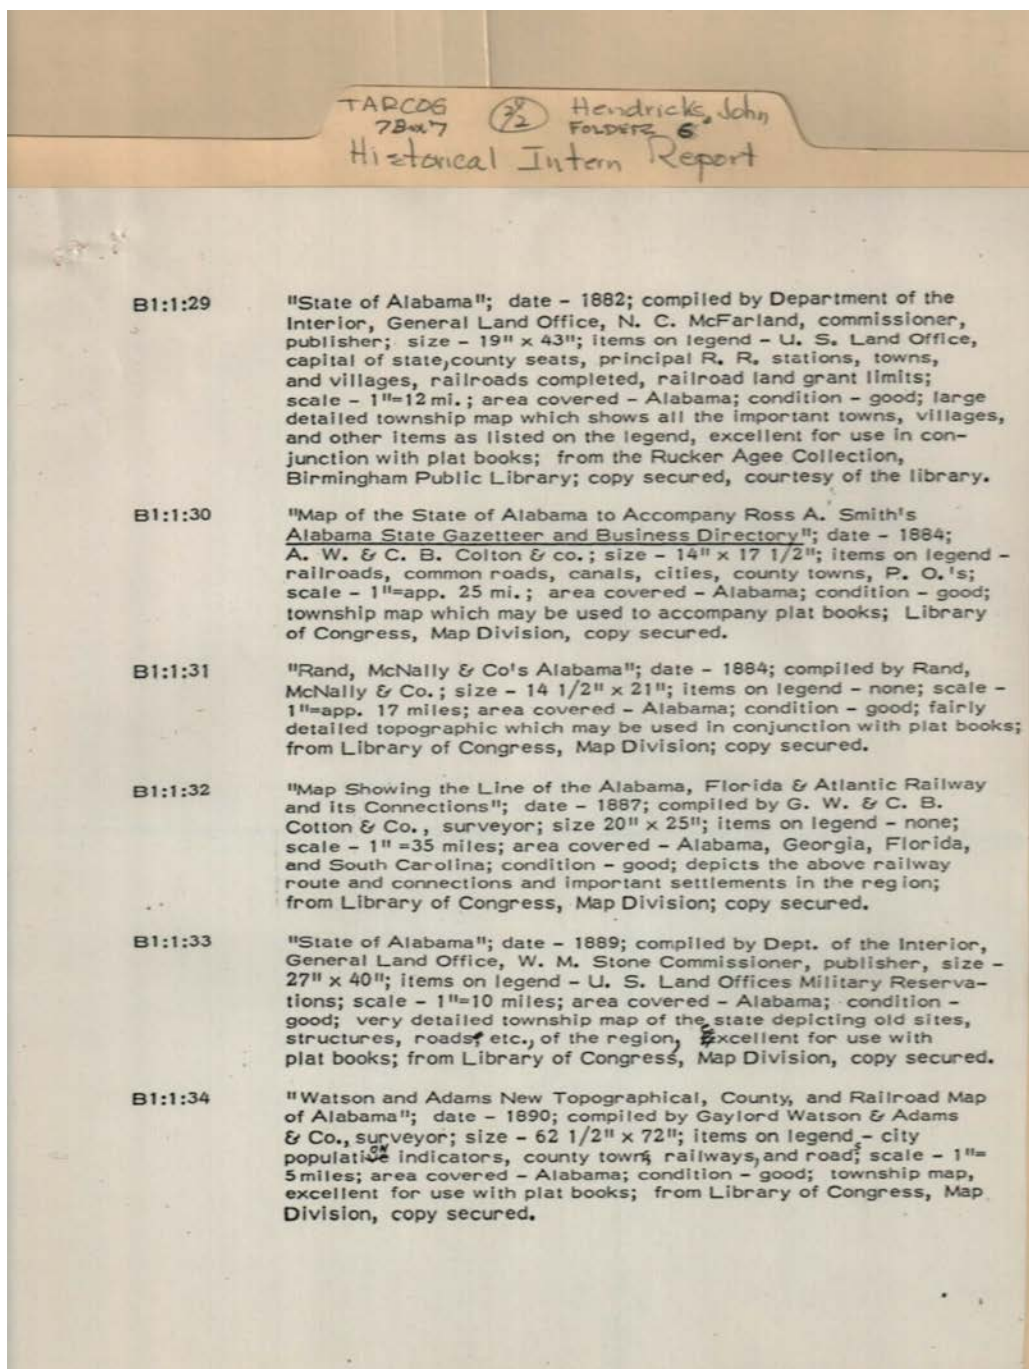 TARCOG
7Box7
Hendricks, John
FOLDER 6
Historical Intern Report
B1:1:29 "State of Alabama"; date - 1882; compiled by Department of the
Interior, General Land Office, N. C. McFarland, commissioner,
publisher; size - 19" x 43"; items on legend - U. S. Land Office,
capital of state, county seats, principal R. R. stations, towns,
and villages, railroads completed, railroad land grant limits;
scale - 1"=12 mi.; area covered - Alabama; condition - good; large
detailed township map which shows all the important towns, villages,
and other items as listed on the legend, excellent for use in con-
junction with plat books; from the Rucker Agee Collection,
Birmingham Public Library; copy secured, courtesy of the library.
B1:1:30 "Map of the State of Alabama to Accompany Ross A. Smith's
Alabama State Gazetteer and Business Directory"; date - 1884;
A. W. & C. B. Colton & co.; size - 14" x 17 1/2"; items on legend -
railroads, common roads, canals, cities, county towns, P. O.'s;
scale - 1"=app. 25 mi.; area covered - Alabama; condition - good;
township map which may be used to accompany plat books; Library
of Congress, Map Division, copy secured.
B1:1:31 "Rand, McNally & Co's Alabama"; date - 1884; compiled by Rand,
McNally & Co.; size - 14 1/2" x 21"; items on legend - none; scale -
1"=app. 17 miles; area covered - Alabama; condition - good; fairly
detailed topographic which may be used in conjunction with plat books;
from Library of Congress, Map Division; copy secured.
B1:1:32 "Map Showing the Line of the Alabama, Florida & Atlantic Railway
and its Connections"; date - 1887; compiled by G. W. & C. B.
Cotton & Co., surveyor; size 20" x 25"; items on legend - none;
scale - 1" =35 miles; area covered - Alabama, Georgia, Florida,
and South Carolina; condition - good; depicts the above railway
route and connections and important settlements in the region;
from Library of Congress, Map Division; copy secured.
B1:1:33 "State of Alabama"; date - 1889; compiled by Dept. of the Interior,
General Land Office, W. M. Stone Commissioner, publisher, size -
27" x 40"; items on legend - U. S. Land Offices Military Reserva-
tions; scale - 1"=10 miles; area covered - Alabama; condition -
good; very detailed township map of the state depicting old sites,
structures, roads, etc., of the region, Excellent for use with
plat books; from Library of Congress, Map Division, copy secured.
B1:1:34 "Watson and Adams New Topographical, County, and Railroad Map
of Alabama"; date - 1890; compiled by Gaylord Watson & Adams
& Co., surveyor; size - 62 1/2" x 72"; items on legend - city
population indicators, county towns, railways, and roads; scale - 1"=
5 miles; area covered - Alabama; condition - good; township map,
excellent for use with plat books; from Library of Congress, Map
Division, copy secured.